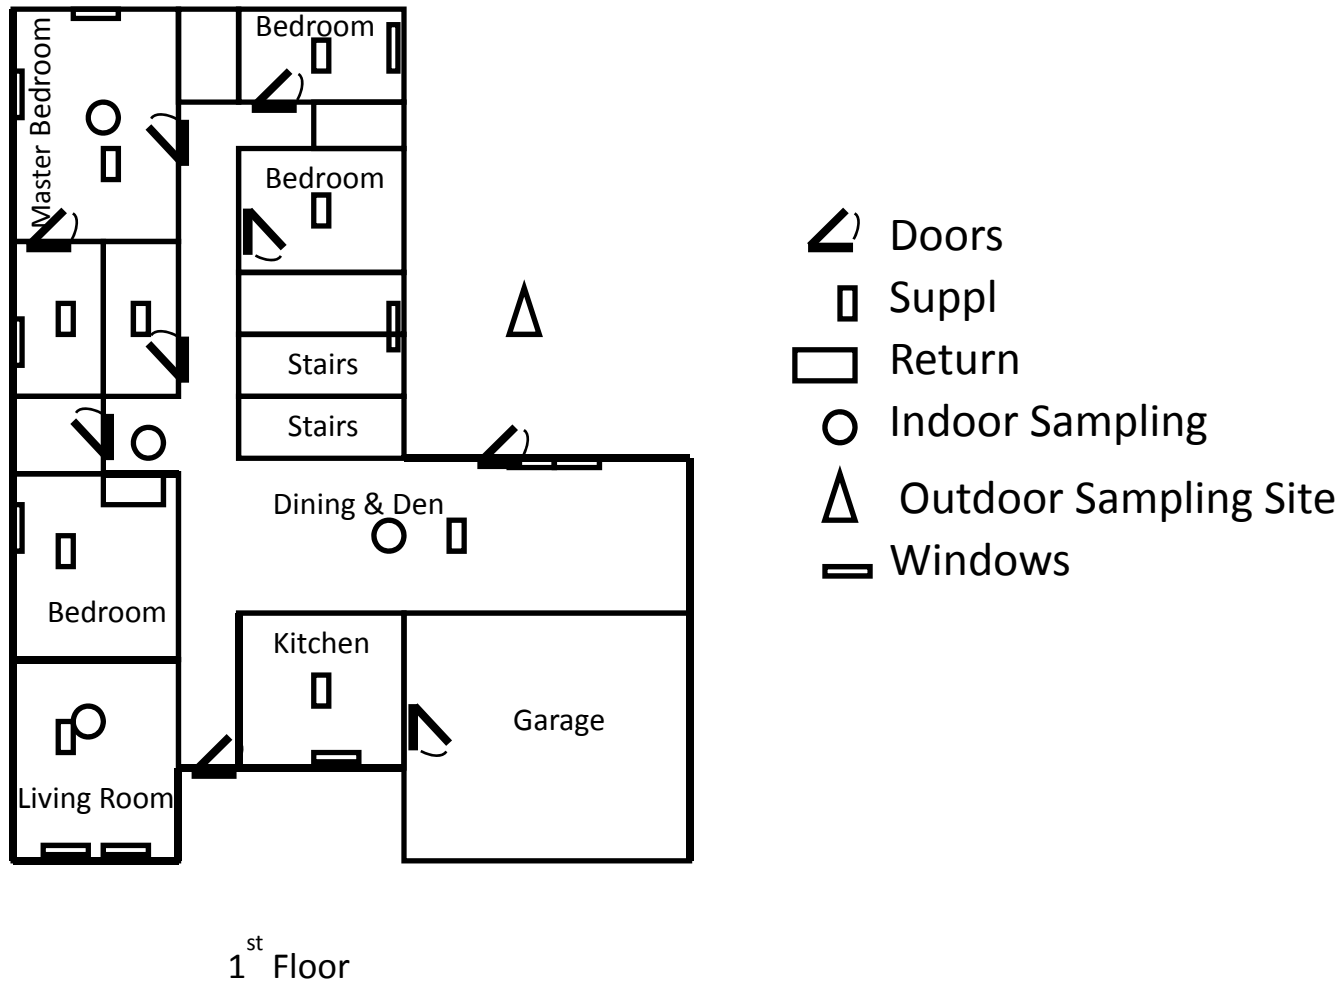 Master Bedroom
Bedroom
Bedroom
Stairs
Stairs
Dining & Den
Bedroom
Kitchen
Garage
Living Room
1st Floor
Doors
Suppl
Return
Indoor Sampling
Outdoor Sampling Site
Windows